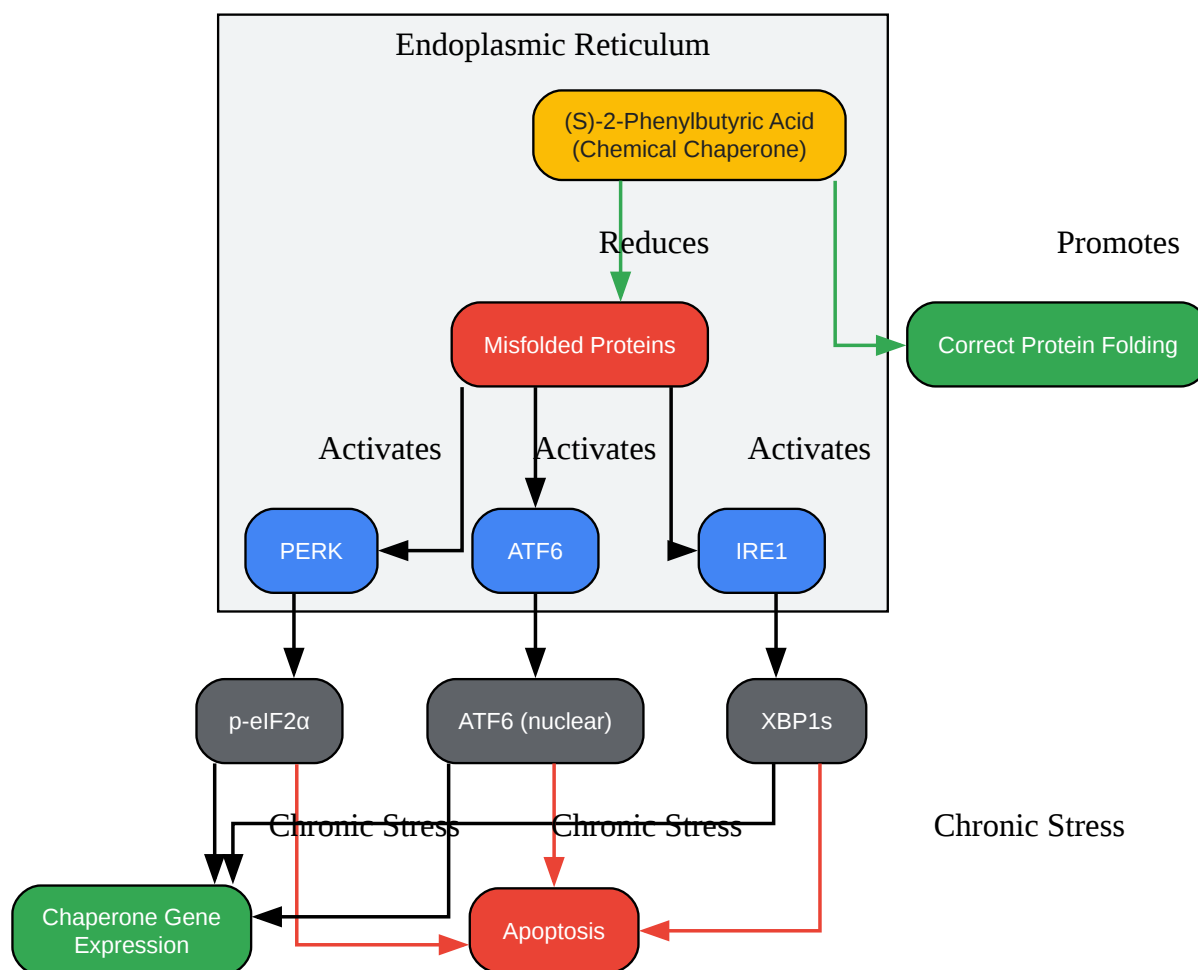 Endoplasmic Reticulum
(S)-2-Phenylbutyric Acid
(Chemical Chaperone)
Reduces
Promotes
Misfolded Proteins
Correct Protein Folding
Activates
Activates
Activates
PERK
ATF6
IRE1
p-eIF2α
ATF6 (nuclear)
XBP1s
Chronic Stress
Chronic Stress
Chronic Stress
Chaperone Gene
Expression
Apoptosis